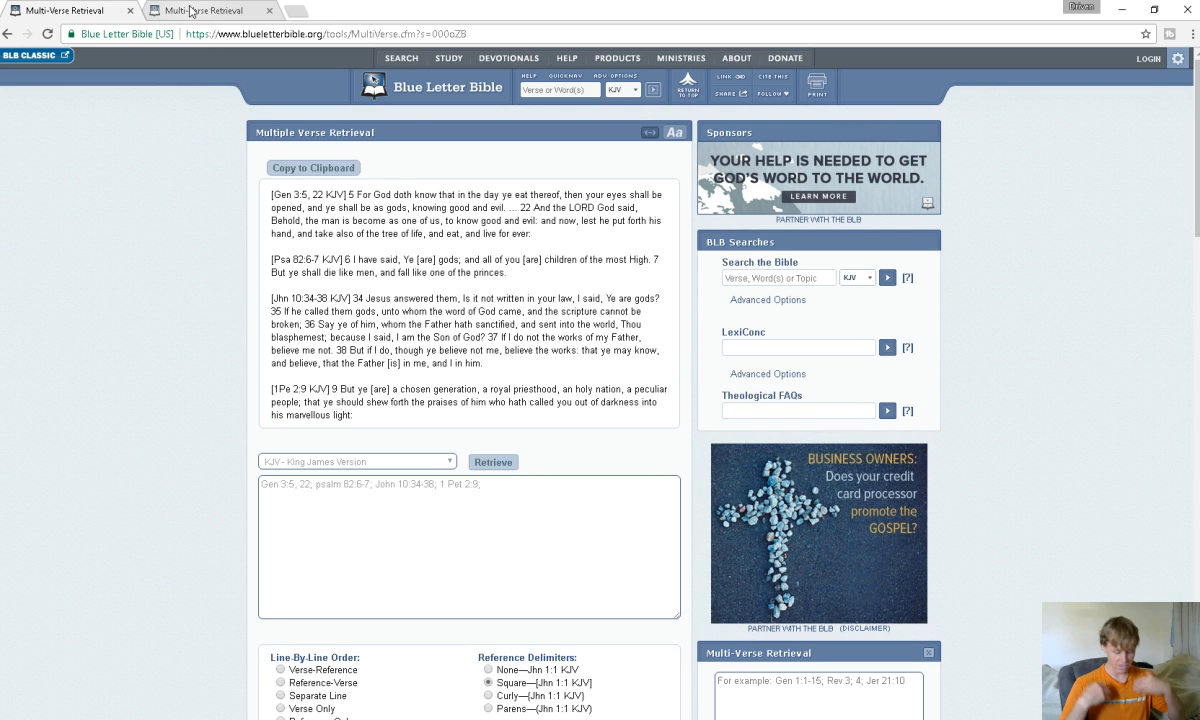 Multi-Verse Retrieval
Multi-Verse Retrieval
Driven
Blue Letter Bible [US]
https://www.blueletterbible.org/tools/MultiVerse.cfm?s=000oZB
BLB CLASSIC
SEARCH STUDY DEVOTIONALS HELP PRODUCTS MINISTRIES ABOUT DONATE
LOGIN
Blue Letter Bible
HELP QUICKNAV ADV. OPTIONS
Verse or Word(s) KJV
RETURN TO TOP
LINK CITE THIS
SHARE FOLLOW
PRINT
Multiple Verse Retrieval
Aa
Copy to Clipboard
[Gen 3:5, 22 KJV] 5 For God doth know that in the day ye eat thereof, then your eyes shall be
opened, and ye shall be as gods, knowing good and evil. ... 22 And the LORD God said,
Behold, the man is become as one of us, to know good and evil: and now, lest he put forth his
hand, and take also of the tree of life, and eat, and live for ever:
[Psa 82:6-7 KJV] 6 I have said, Ye [are] gods; and all of you [are] children of the most High. 7
But ye shall die like men, and fall like one of the princes.
[Jhn 10:34-38 KJV] 34 Jesus answered them, Is it not written in your law, I said, Ye are gods?
35 If he called them gods, unto whom the word of God came, and the scripture cannot be
broken; 36 Say ye of him, whom the Father hath sanctified, and sent into the world, Thou
blasphemest; because I said, I am the Son of God? 37 If I do not the works of my Father,
believe me not. 38 But if I do, though ye believe not me, believe the works: that ye may know,
and believe, that the Father [is] in me, and I in him.
[1Pe 2:9 KJV] 9 But ye [are] a chosen generation, a royal priesthood, an holy nation, a peculiar
people; that ye should shew forth the praises of him who hath called you out of darkness into
his marvellous light:
KJV - King James Version
Retrieve
Gen 3:5, 22; psalm 82:6-7; John 10:34-38; 1 Pet 2:9;
Line-By-Line Order:
Verse-Reference
Reference-Verse
Separate Line
Verse Only
Reference Delimiters:
None—Jhn 1:1 KJV
Square—[Jhn 1:1 KJV]
Curly—{Jhn 1:1 KJV}
Parens—(Jhn 1:1 KJV)
Sponsors
YOUR HELP IS NEEDED TO GET
GOD'S WORD TO THE WORLD.
LEARN MORE
PARTNER WITH THE BLB
BLB Searches
Search the Bible
Verse, Word(s) or Topic KJV [?]
Advanced Options
LexiConc
[?]
Advanced Options
Theological FAQs
[?]
BUSINESS OWNERS:
Does your credit
card processor
promote the
GOSPEL?
PARTNER WITH THE BLB (DISCLAIMER)
Multi-Verse Retrieval
For example: Gen 1:1-15; Rev 3; 4; Jer 21:10